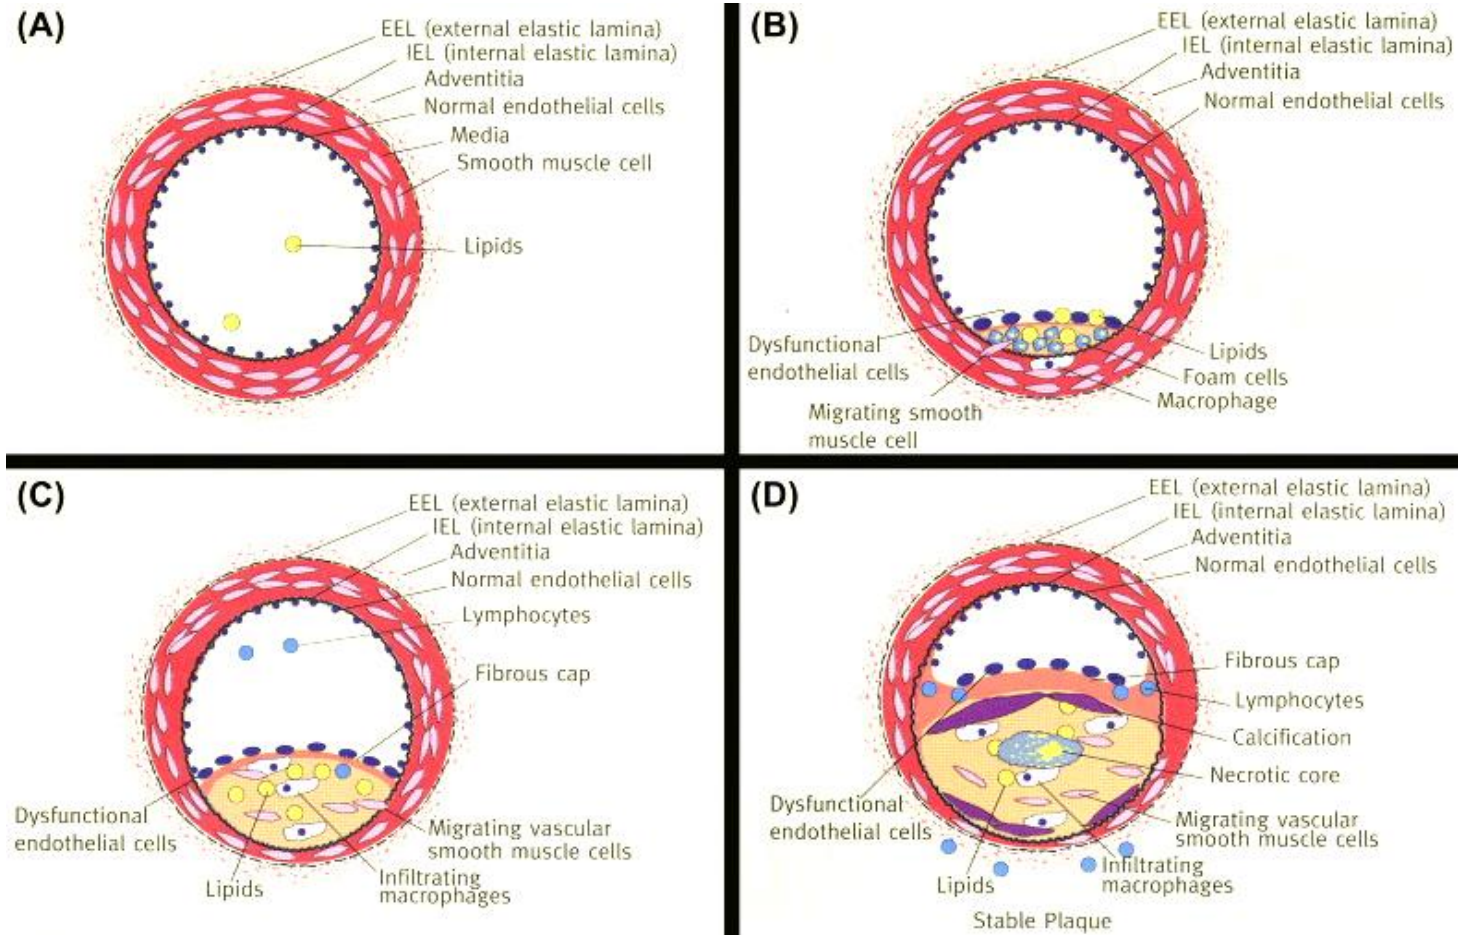 (A)
EEL (external elastic lamina)
IEL (internal elastic lamina)
Adventitia
Normal endothelial cells
Media
Smooth muscle cell
Lipids
(B)
EEL (external elastic lamina)
IEL (internal elastic lamina)
Adventitia
Normal endothelial cells
Dysfunctional
endothelial cells
Lipids
Foam cells
Macrophage
Migrating smooth
muscle cell
(C)
EEL (external elastic lamina)
IEL (internal elastic lamina)
Adventitia
Normal endothelial cells
Lymphocytes
Fibrous cap
Dysfunctional
endothelial cells
Migrating vascular
smooth muscle cells
Infiltrating
macrophages
Lipids
(D)
EEL (external elastic lamina)
IEL (internal elastic lamina)
Adventitia
Normal endothelial cells
Fibrous cap
Lymphocytes
Calcification
Necrotic core
Dysfunctional
endothelial cells
Migrating vascular
smooth muscle cells
Infiltrating
macrophages
Lipids
Stable Plaque